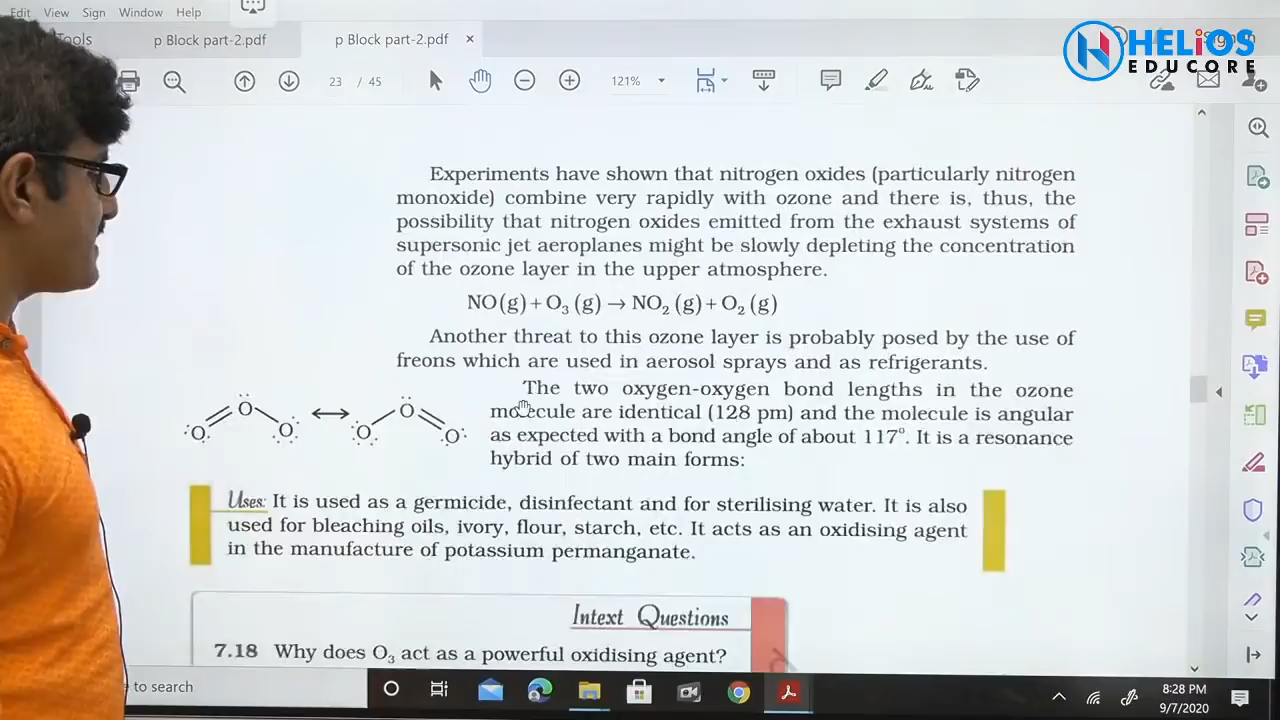 Edit View Sign Window Help
HELiOS
EDUCORE
Tools
p Block part-2.pdf
p Block part-2.pdf ×
23 / 45
121%
Experiments have shown that nitrogen oxides (particularly nitrogen
monoxide) combine very rapidly with ozone and there is, thus, the
possibility that nitrogen oxides emitted from the exhaust systems of
supersonic jet aeroplanes might be slowly depleting the concentration
of the ozone layer in the upper atmosphere.
NO(g) + O₃ (g) → NO₂ (g) + O₂ (g)
Another threat to this ozone layer is probably posed by the use of
freons which are used in aerosol sprays and as refrigerants.
The two oxygen-oxygen bond lengths in the ozone
molecule are identical (128 pm) and the molecule is angular
as expected with a bond angle of about 117°. It is a resonance
hybrid of two main forms:
O O O ↔ O O O
Uses: It is used as a germicide, disinfectant and for sterilising water. It is also
used for bleaching oils, ivory, flour, starch, etc. It acts as an oxidising agent
in the manufacture of potassium permanganate.
Intext Questions
7.18 Why does O₃ act as a powerful oxidising agent?
to search
8:28 PM
9/7/2020